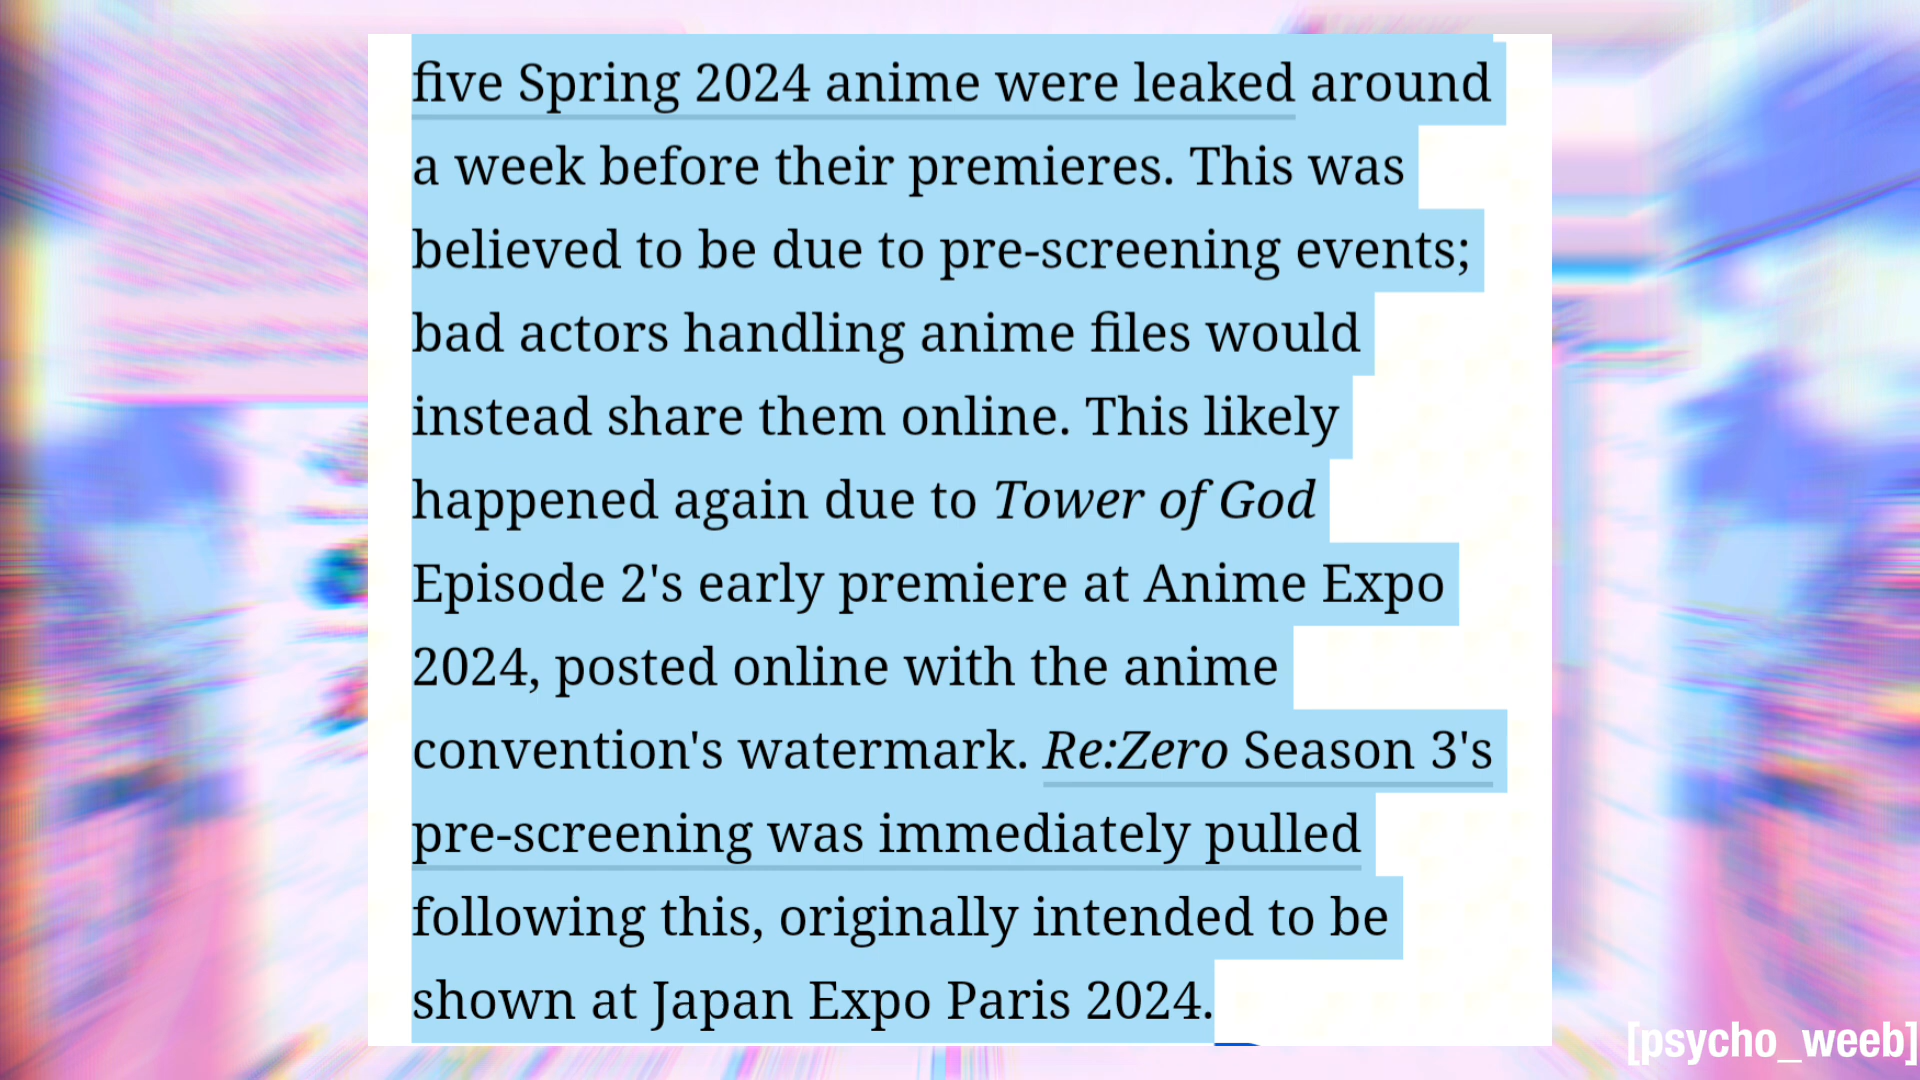 five Spring 2024 anime were leaked around
a week before their premieres. This was
believed to be due to pre-screening events;
bad actors handling anime files would
instead share them online. This likely
happened again due to Tower of God
Episode 2's early premiere at Anime Expo
2024, posted online with the anime
convention's watermark. Re:Zero Season 3's
pre-screening was immediately pulled
following this, originally intended to be
shown at Japan Expo Paris 2024.
[psycho_weeb]